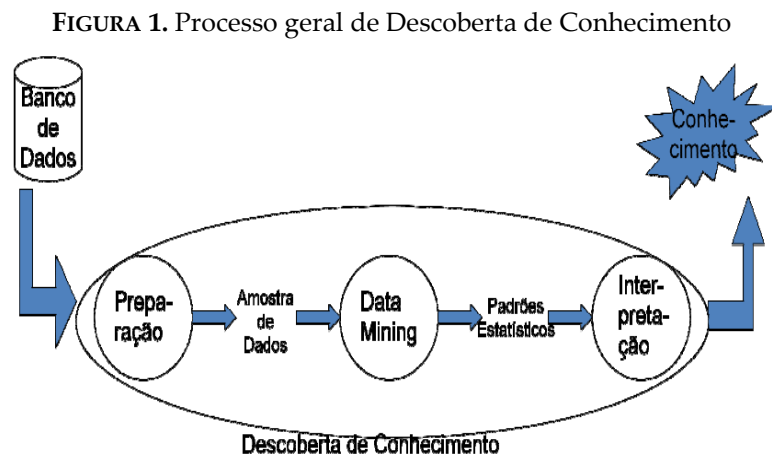 FIGURA 1. Processo geral de Descoberta de Conhecimento
Banco
de
Dados
Conhe-
cimento
Prepa-
ração
Amostra
de
Dados
Data
Mining
Padrões
Estatísticos
Inter-
preta-
ção
Descoberta de Conhecimento